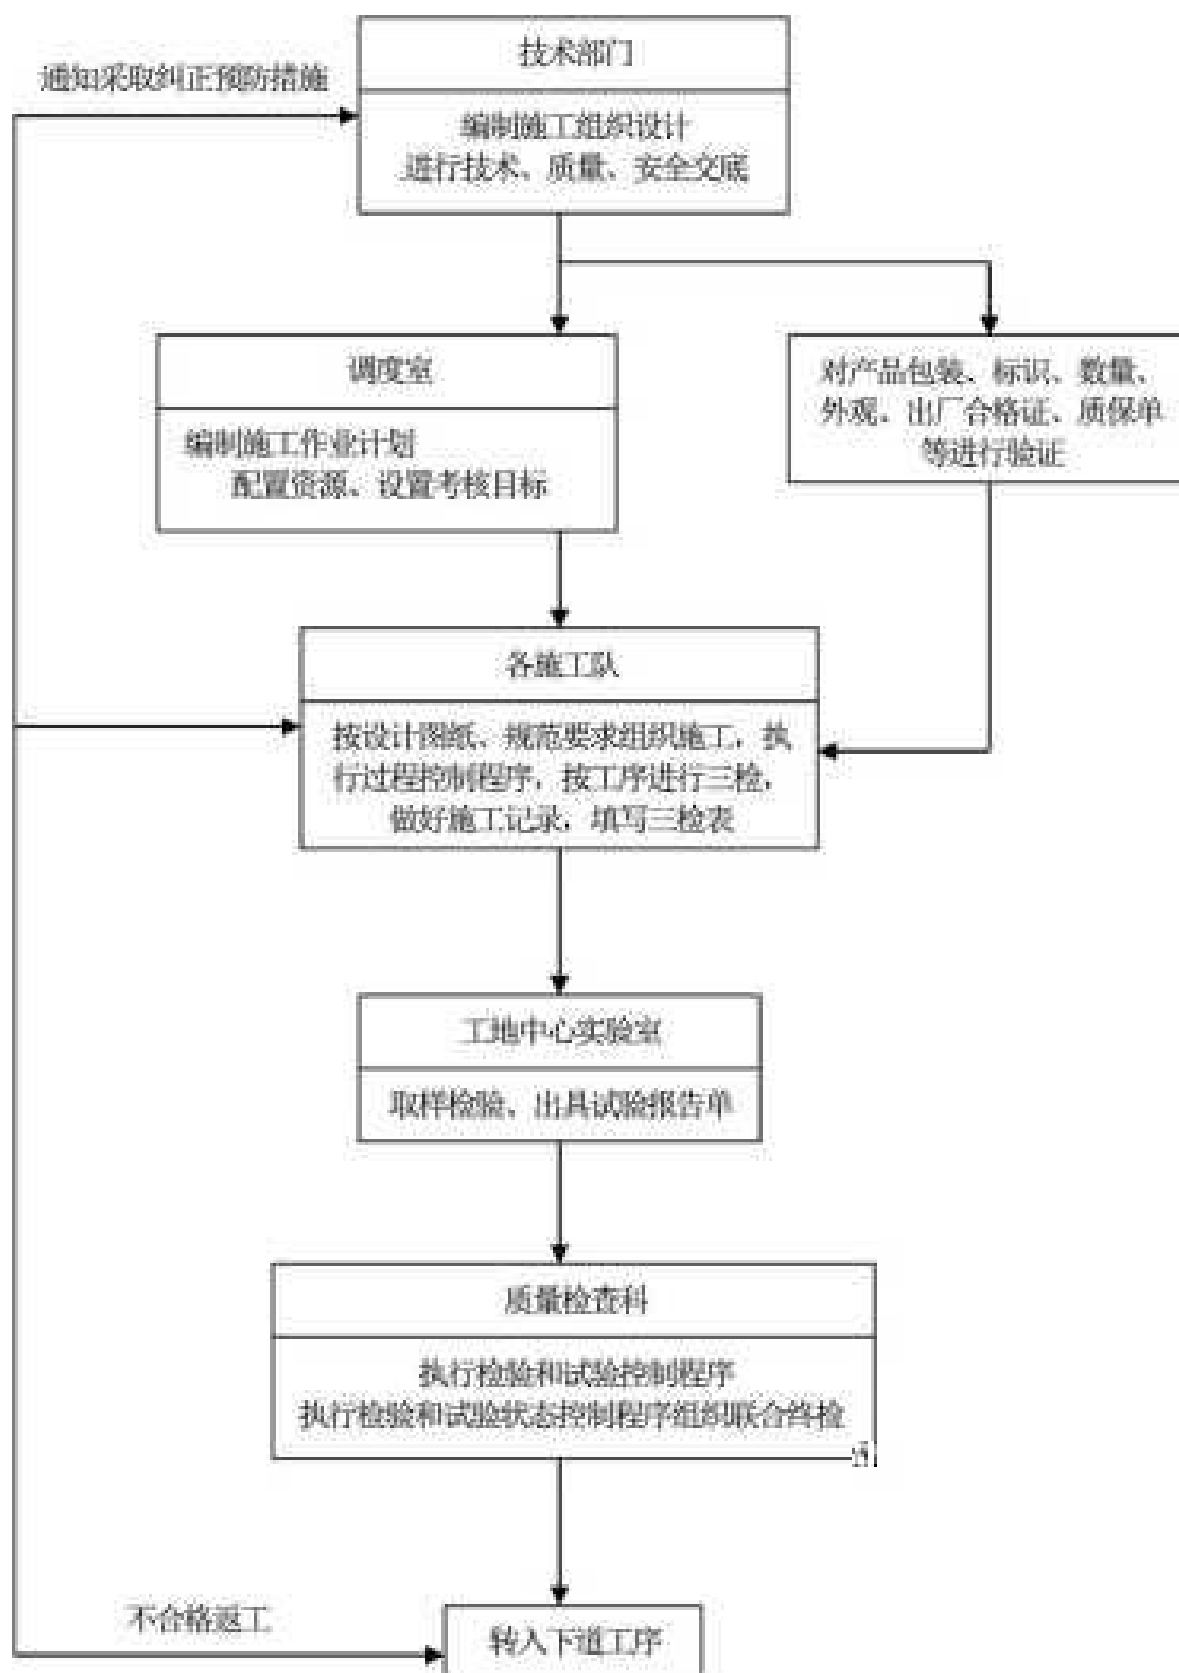 技术部门
通知采取纠正预防措施
编制施工组织设计
进行技术、质量、安全交底
调度室
编制施工作业计划
配置资源、设置考核目标
对产品包装、标识、数量、
外观、出厂合格证、质保单
等进行验证
各施工队
按设计图纸、规范要求组织施工，执
行过程控制程序，按工序进行三检，
做好施工记录，填写三检表
工地中心实验室
取样检验、出具试验报告单
质量检查科
执行检验和试验控制程序
执行检验和试验状态控制程序组织联合终检
不合格返工
转入下道工序